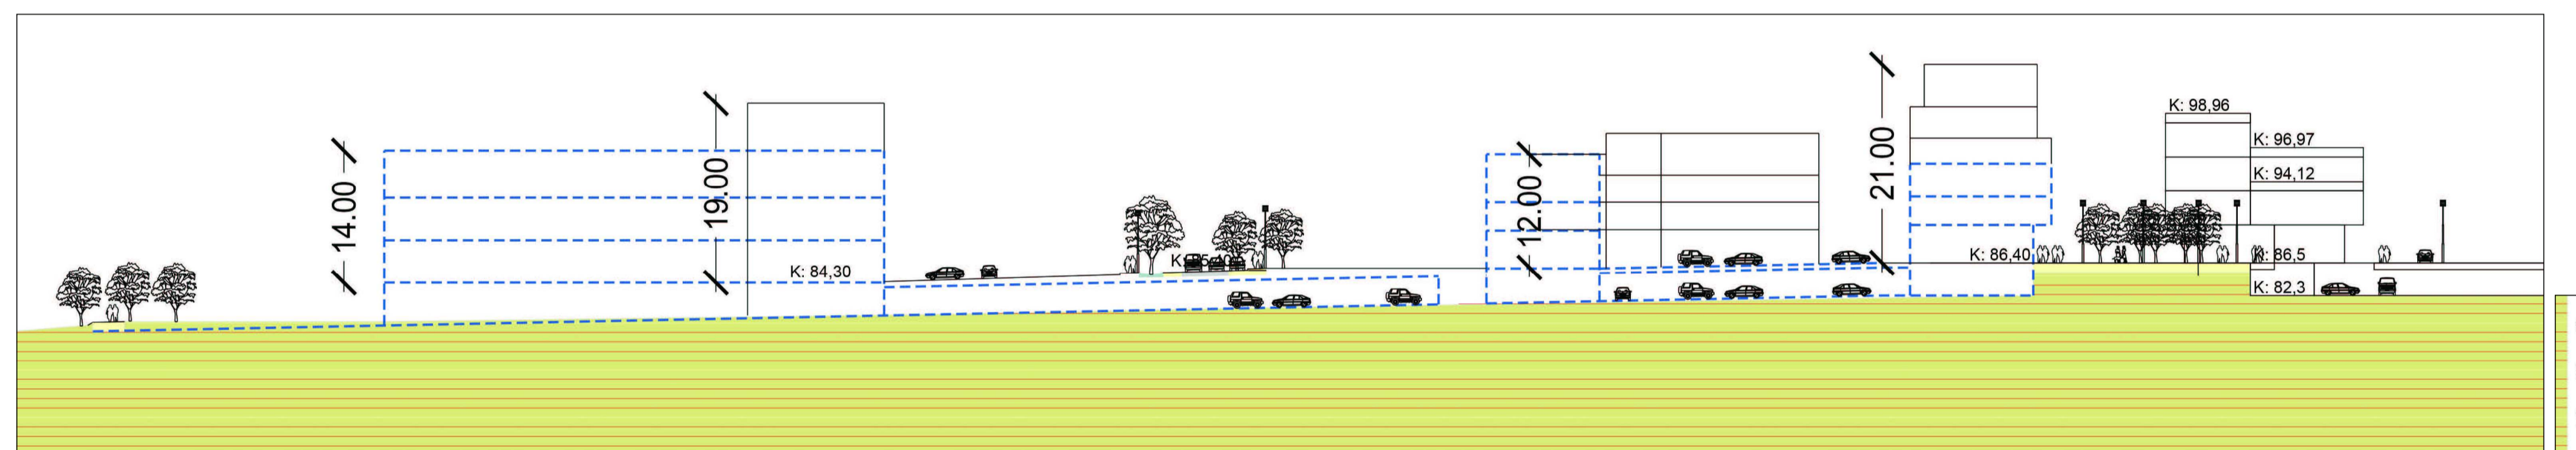 14.00
19.00
K: 84,30
12.00
21.00
K: 86,40
K: 98,96
K: 96,97
K: 94,12
K: 86,5
K: 82,3